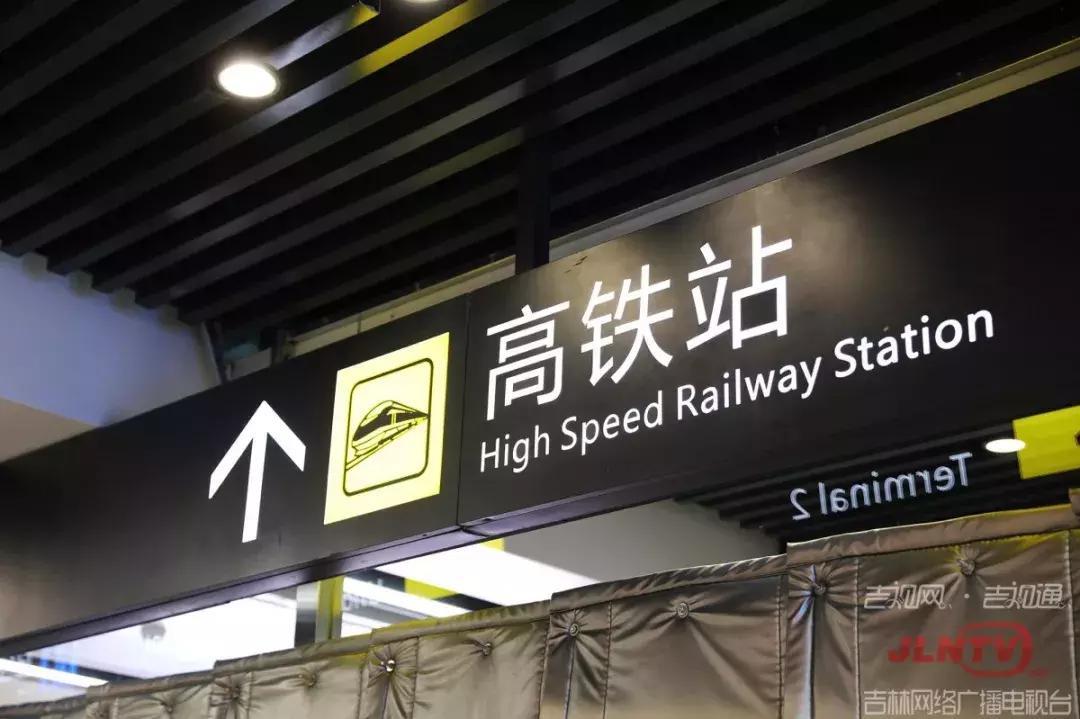 高铁站
High Speed Railway Station
Terminal 2
吉视网·吉视通
JLNTV
吉林网络广播电视台